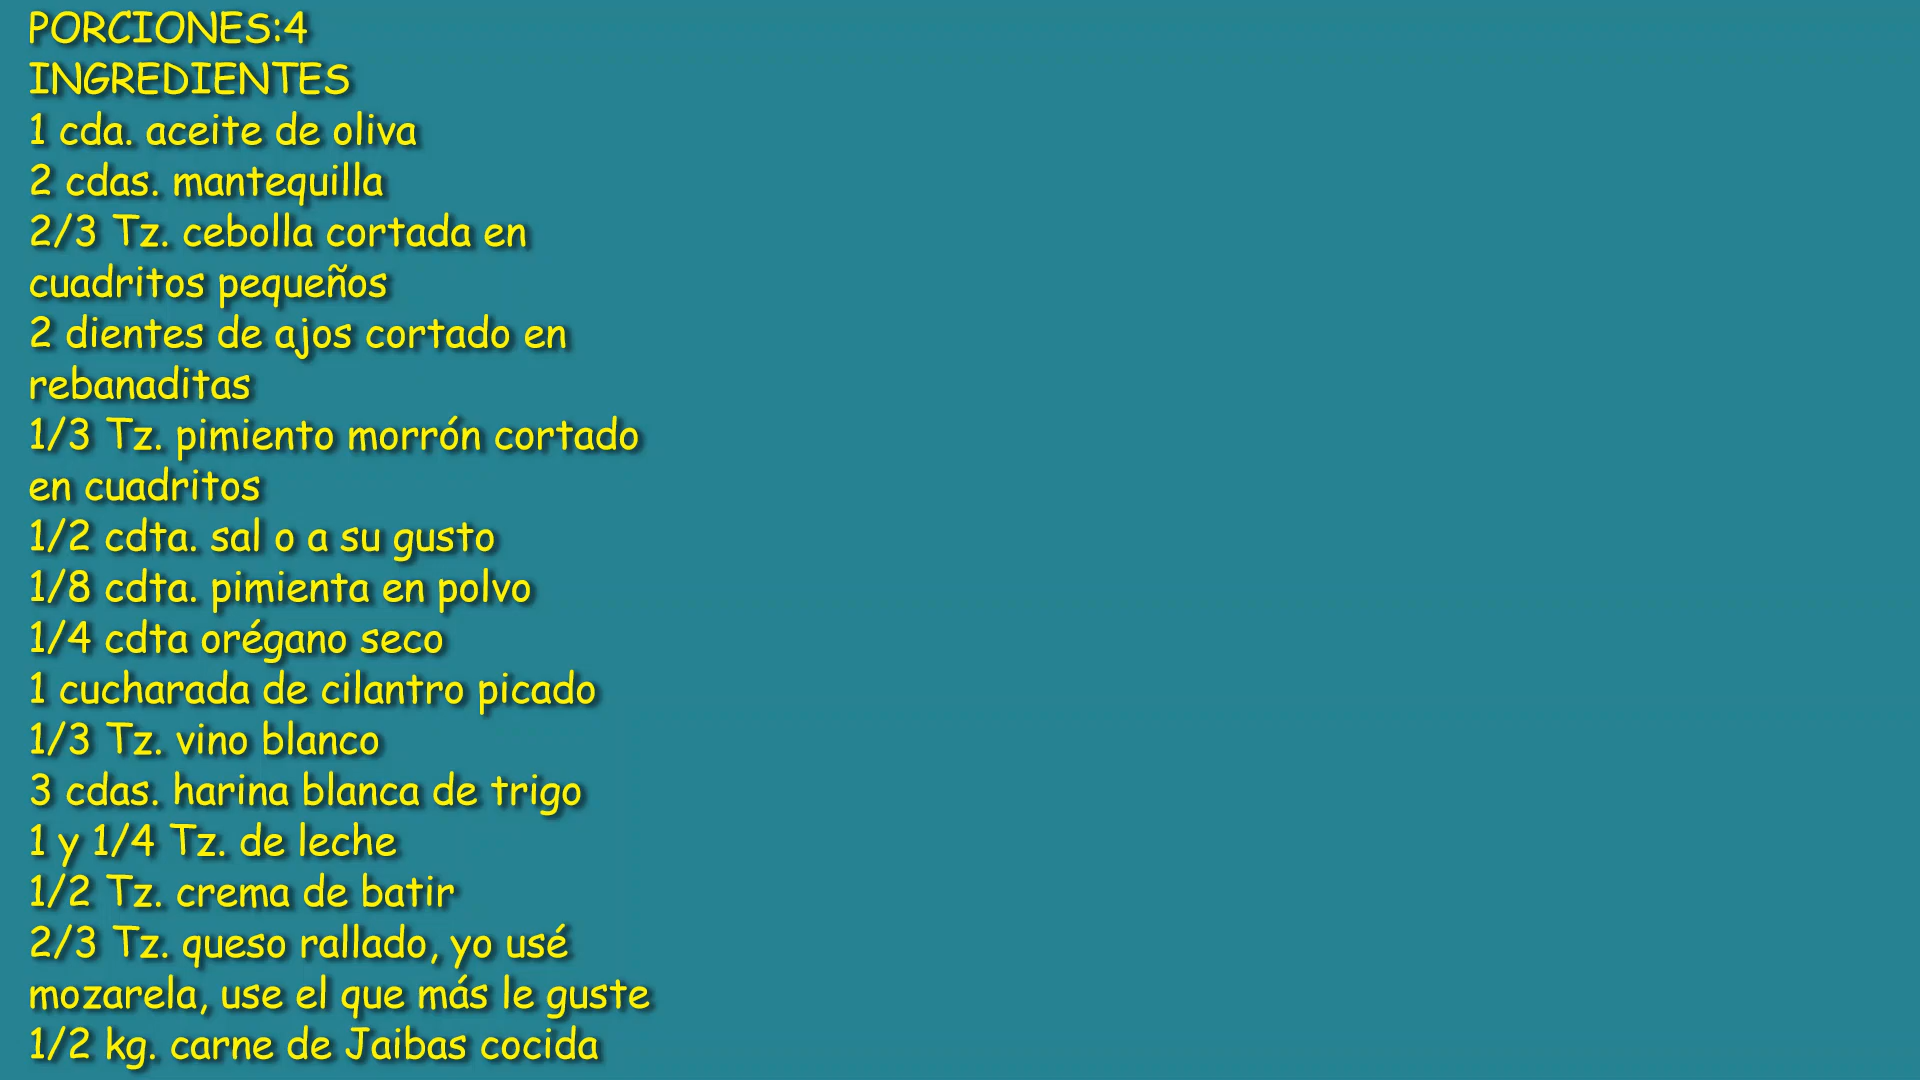 PORCIONES:4
INGREDIENTES
1 cda. aceite de oliva
2 cdas. mantequilla
2/3 Tz. cebolla cortada en
cuadritos pequeños
2 dientes de ajos cortado en
rebanaditas
1/3 Tz. pimiento morrón cortado
en cuadritos
1/2 cdta. sal o a su gusto
1/8 cdta. pimienta en polvo
1/4 cdta orégano seco
1 cucharada de cilantro picado
1/3 Tz. vino blanco
3 cdas. harina blanca de trigo
1 y 1/4 Tz. de leche
1/2 Tz. crema de batir
2/3 Tz. queso rallado, yo usé
mozarela, use el que más le guste
1/2 kg. carne de Jaibas cocida